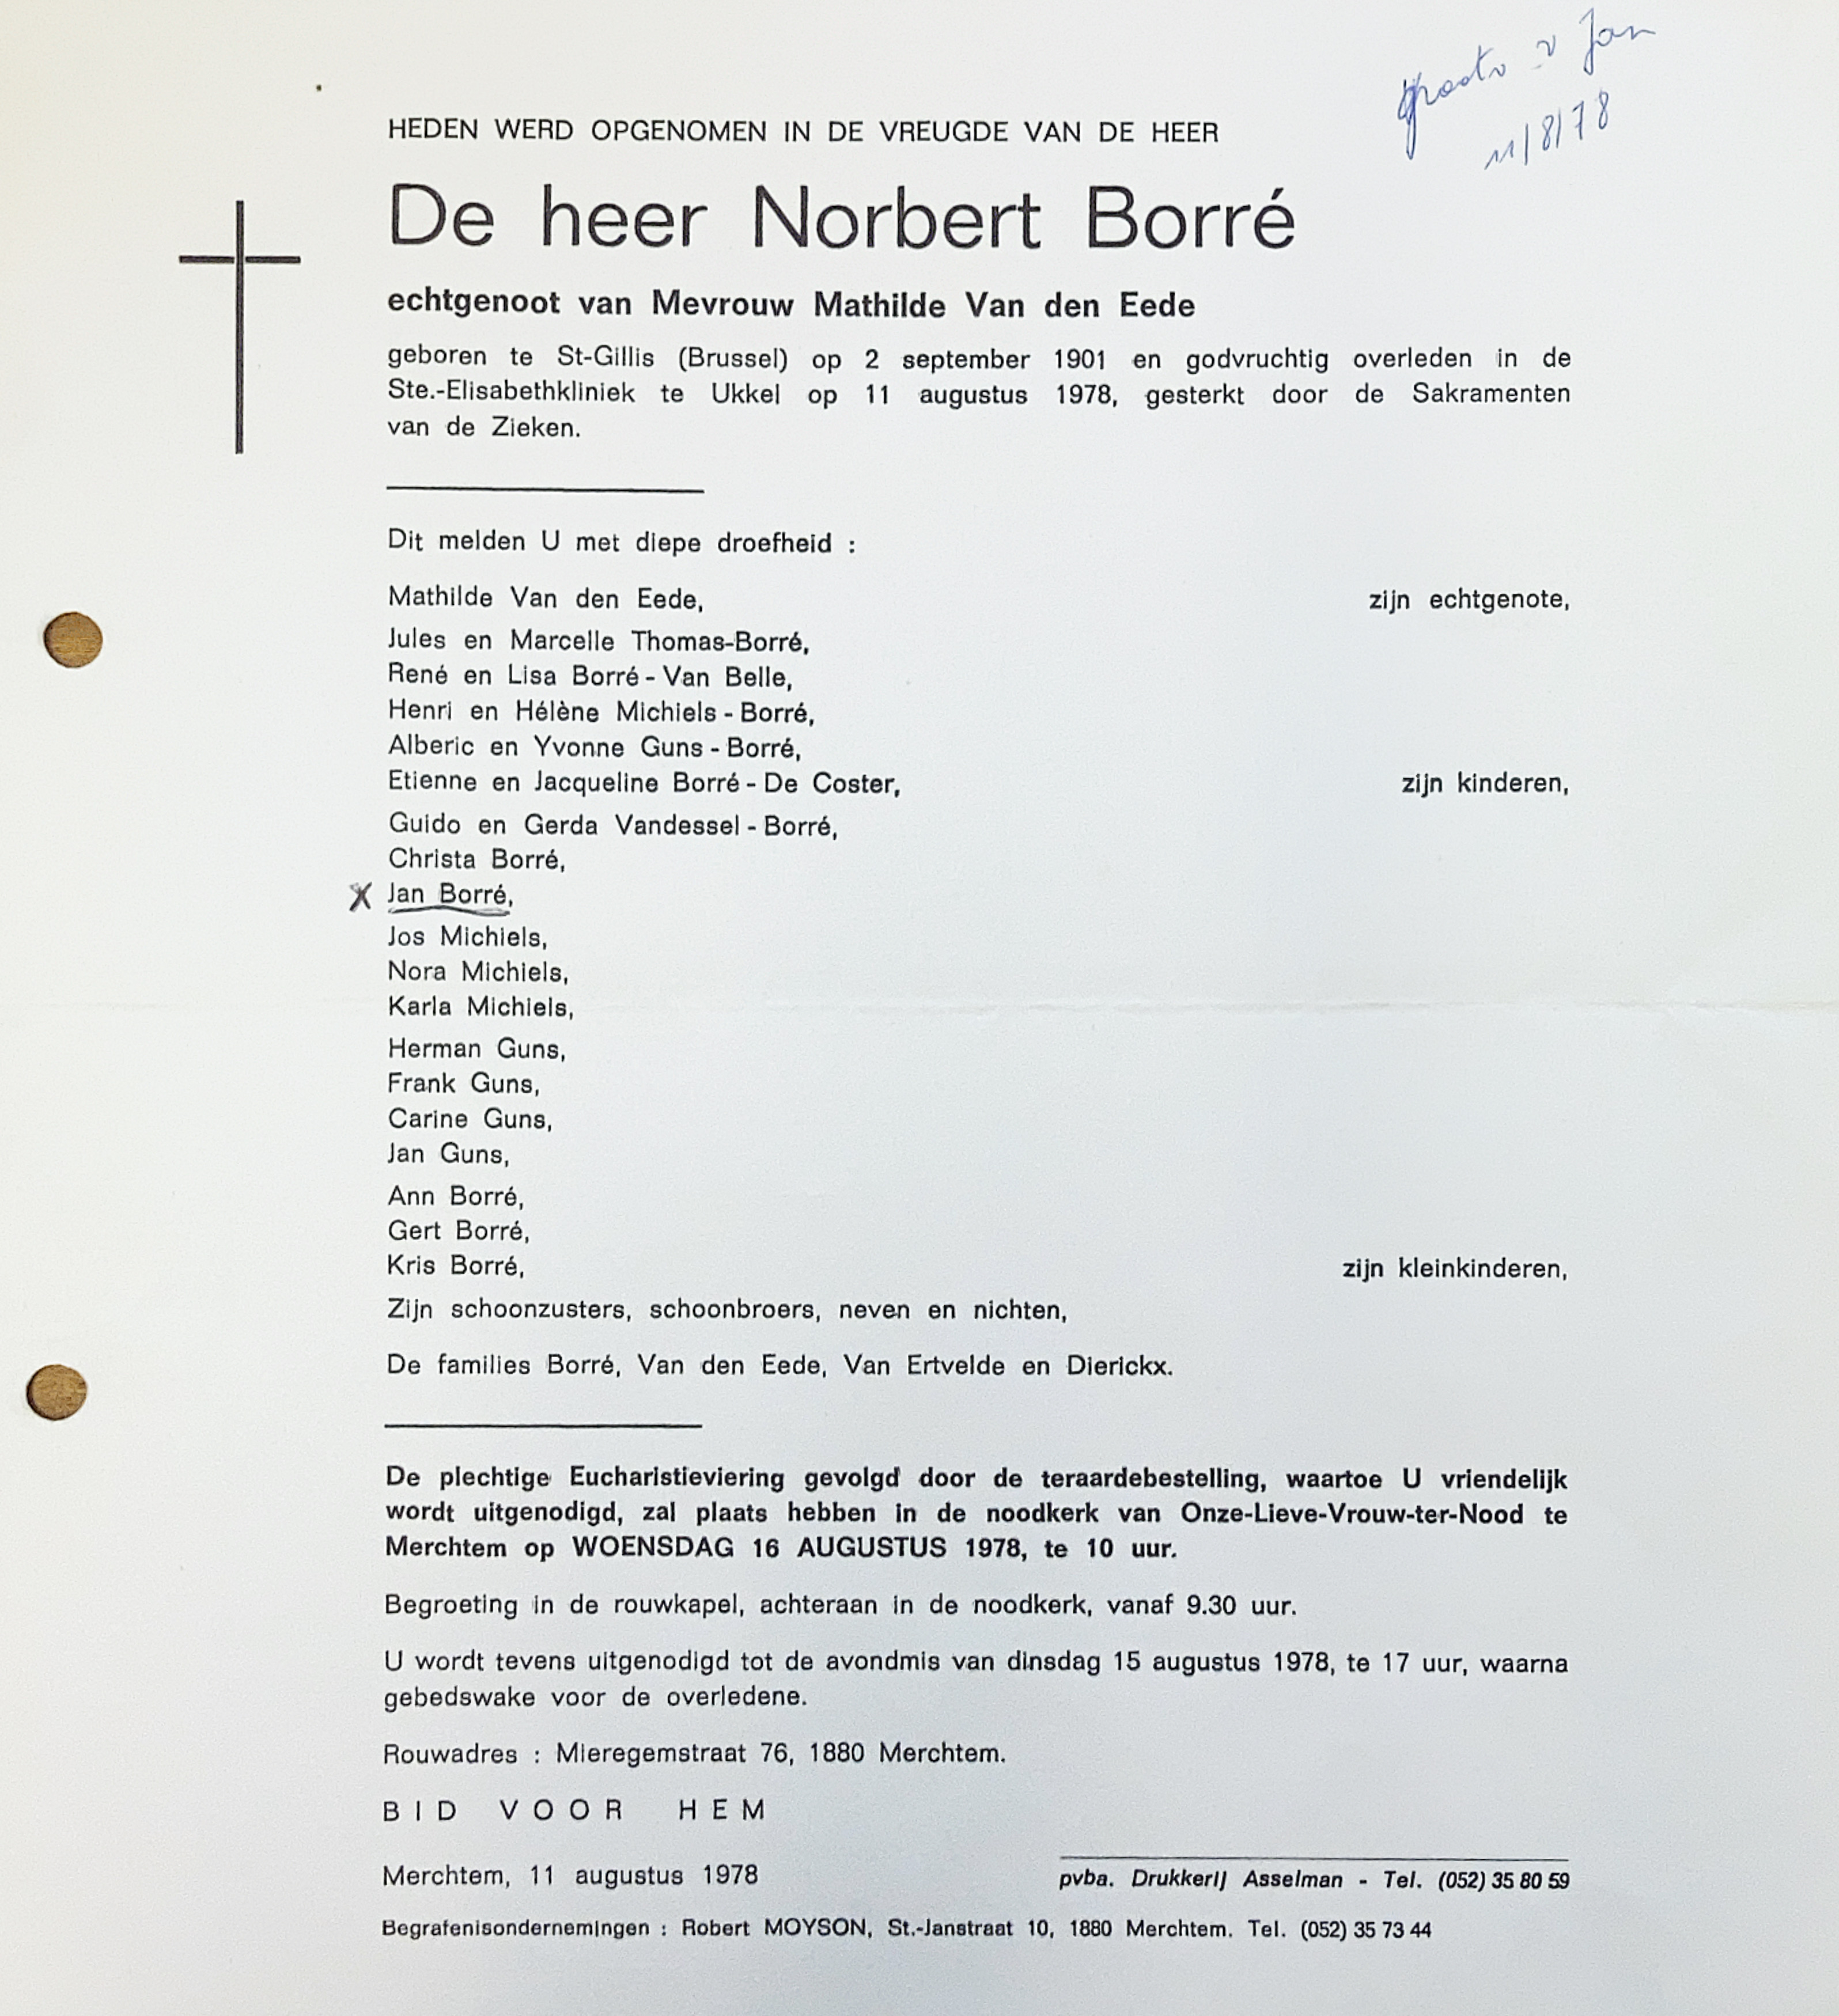 grootv v Jan
11/8/78
HEDEN WERD OPGENOMEN IN DE VREUGDE VAN DE HEER
De heer Norbert Borré
echtgenoot van Mevrouw Mathilde Van den Eede
geboren te St-Gillis (Brussel) op 2 september 1901 en godvruchtig overleden in de
Ste.-Elisabethkliniek te Ukkel op 11 augustus 1978, gesterkt door de Sakramenten
van de Zieken.
Dit melden U met diepe droefheid :
Mathilde Van den Eede, zijn echtgenote,
Jules en Marcelle Thomas-Borré,
René en Lisa Borré - Van Belle,
Henri en Hélène Michiels - Borré,
Alberic en Yvonne Guns - Borré,
Etienne en Jacqueline Borré - De Coster, zijn kinderen,
Guido en Gerda Vandessel - Borré,
Christa Borré,
X Jan Borré,
Jos Michiels,
Nora Michiels,
Karla Michiels,
Herman Guns,
Frank Guns,
Carine Guns,
Jan Guns,
Ann Borré,
Gert Borré,
Kris Borré, zijn kleinkinderen,
Zijn schoonzusters, schoonbroers, neven en nichten,
De families Borré, Van den Eede, Van Ertvelde en Dierickx.
De plechtige Eucharistieviering gevolgd door de teraardebestelling, waartoe U vriendelijk
wordt uitgenodigd, zal plaats hebben in de noodkerk van Onze-Lieve-Vrouw-ter-Nood te
Merchtem op WOENSDAG 16 AUGUSTUS 1978, te 10 uur.
Begroeting in de rouwkapel, achteraan in de noodkerk, vanaf 9.30 uur.
U wordt tevens uitgenodigd tot de avondmis van dinsdag 15 augustus 1978, te 17 uur, waarna
gebedswake voor de overledene.
Rouwadres : Mieregemstraat 76, 1880 Merchtem.
BID VOOR HEM
Merchtem, 11 augustus 1978
pvba. Drukkerij Asselman - Tel. (052) 35 80 59
Begrafenisondernemingen : Robert MOYSON, St.-Janstraat 10, 1880 Merchtem. Tel. (052) 35 73 44